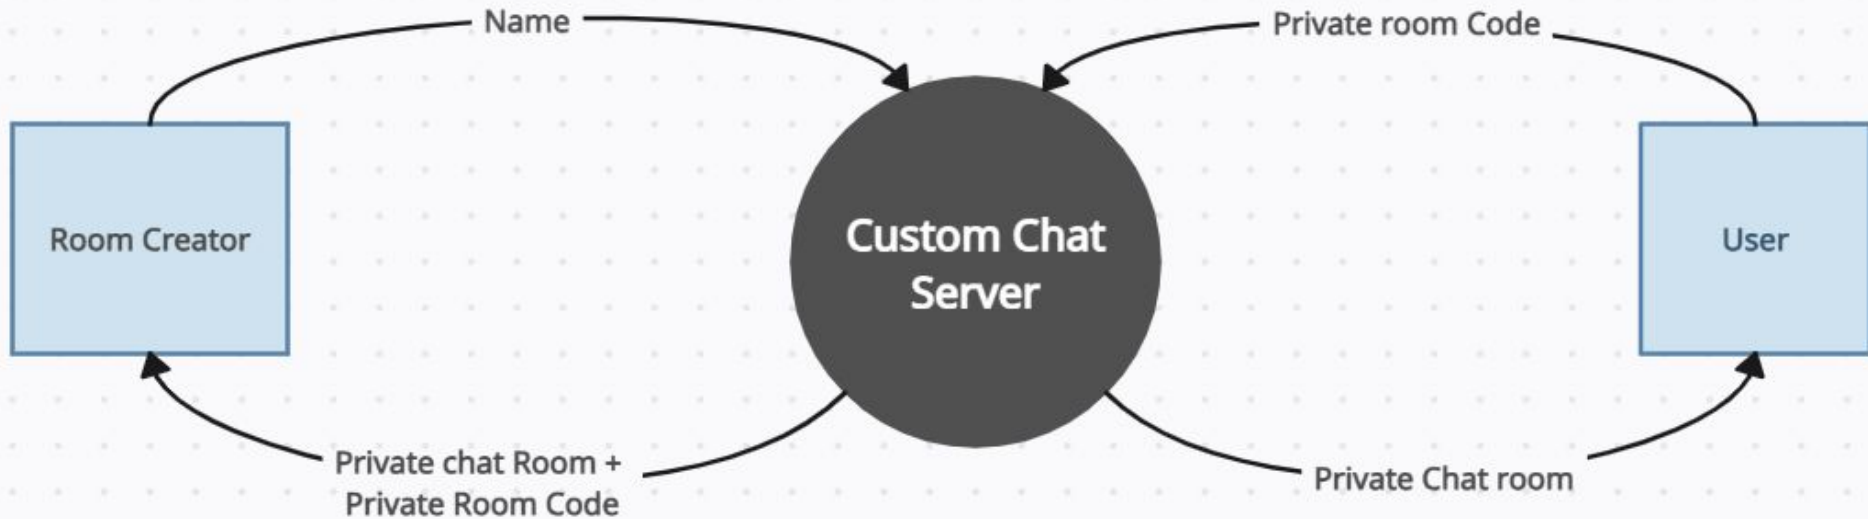 Name
Private room Code
Room Creator
Custom Chat
Server
User
Private chat Room +
Private Room Code
Private Chat room